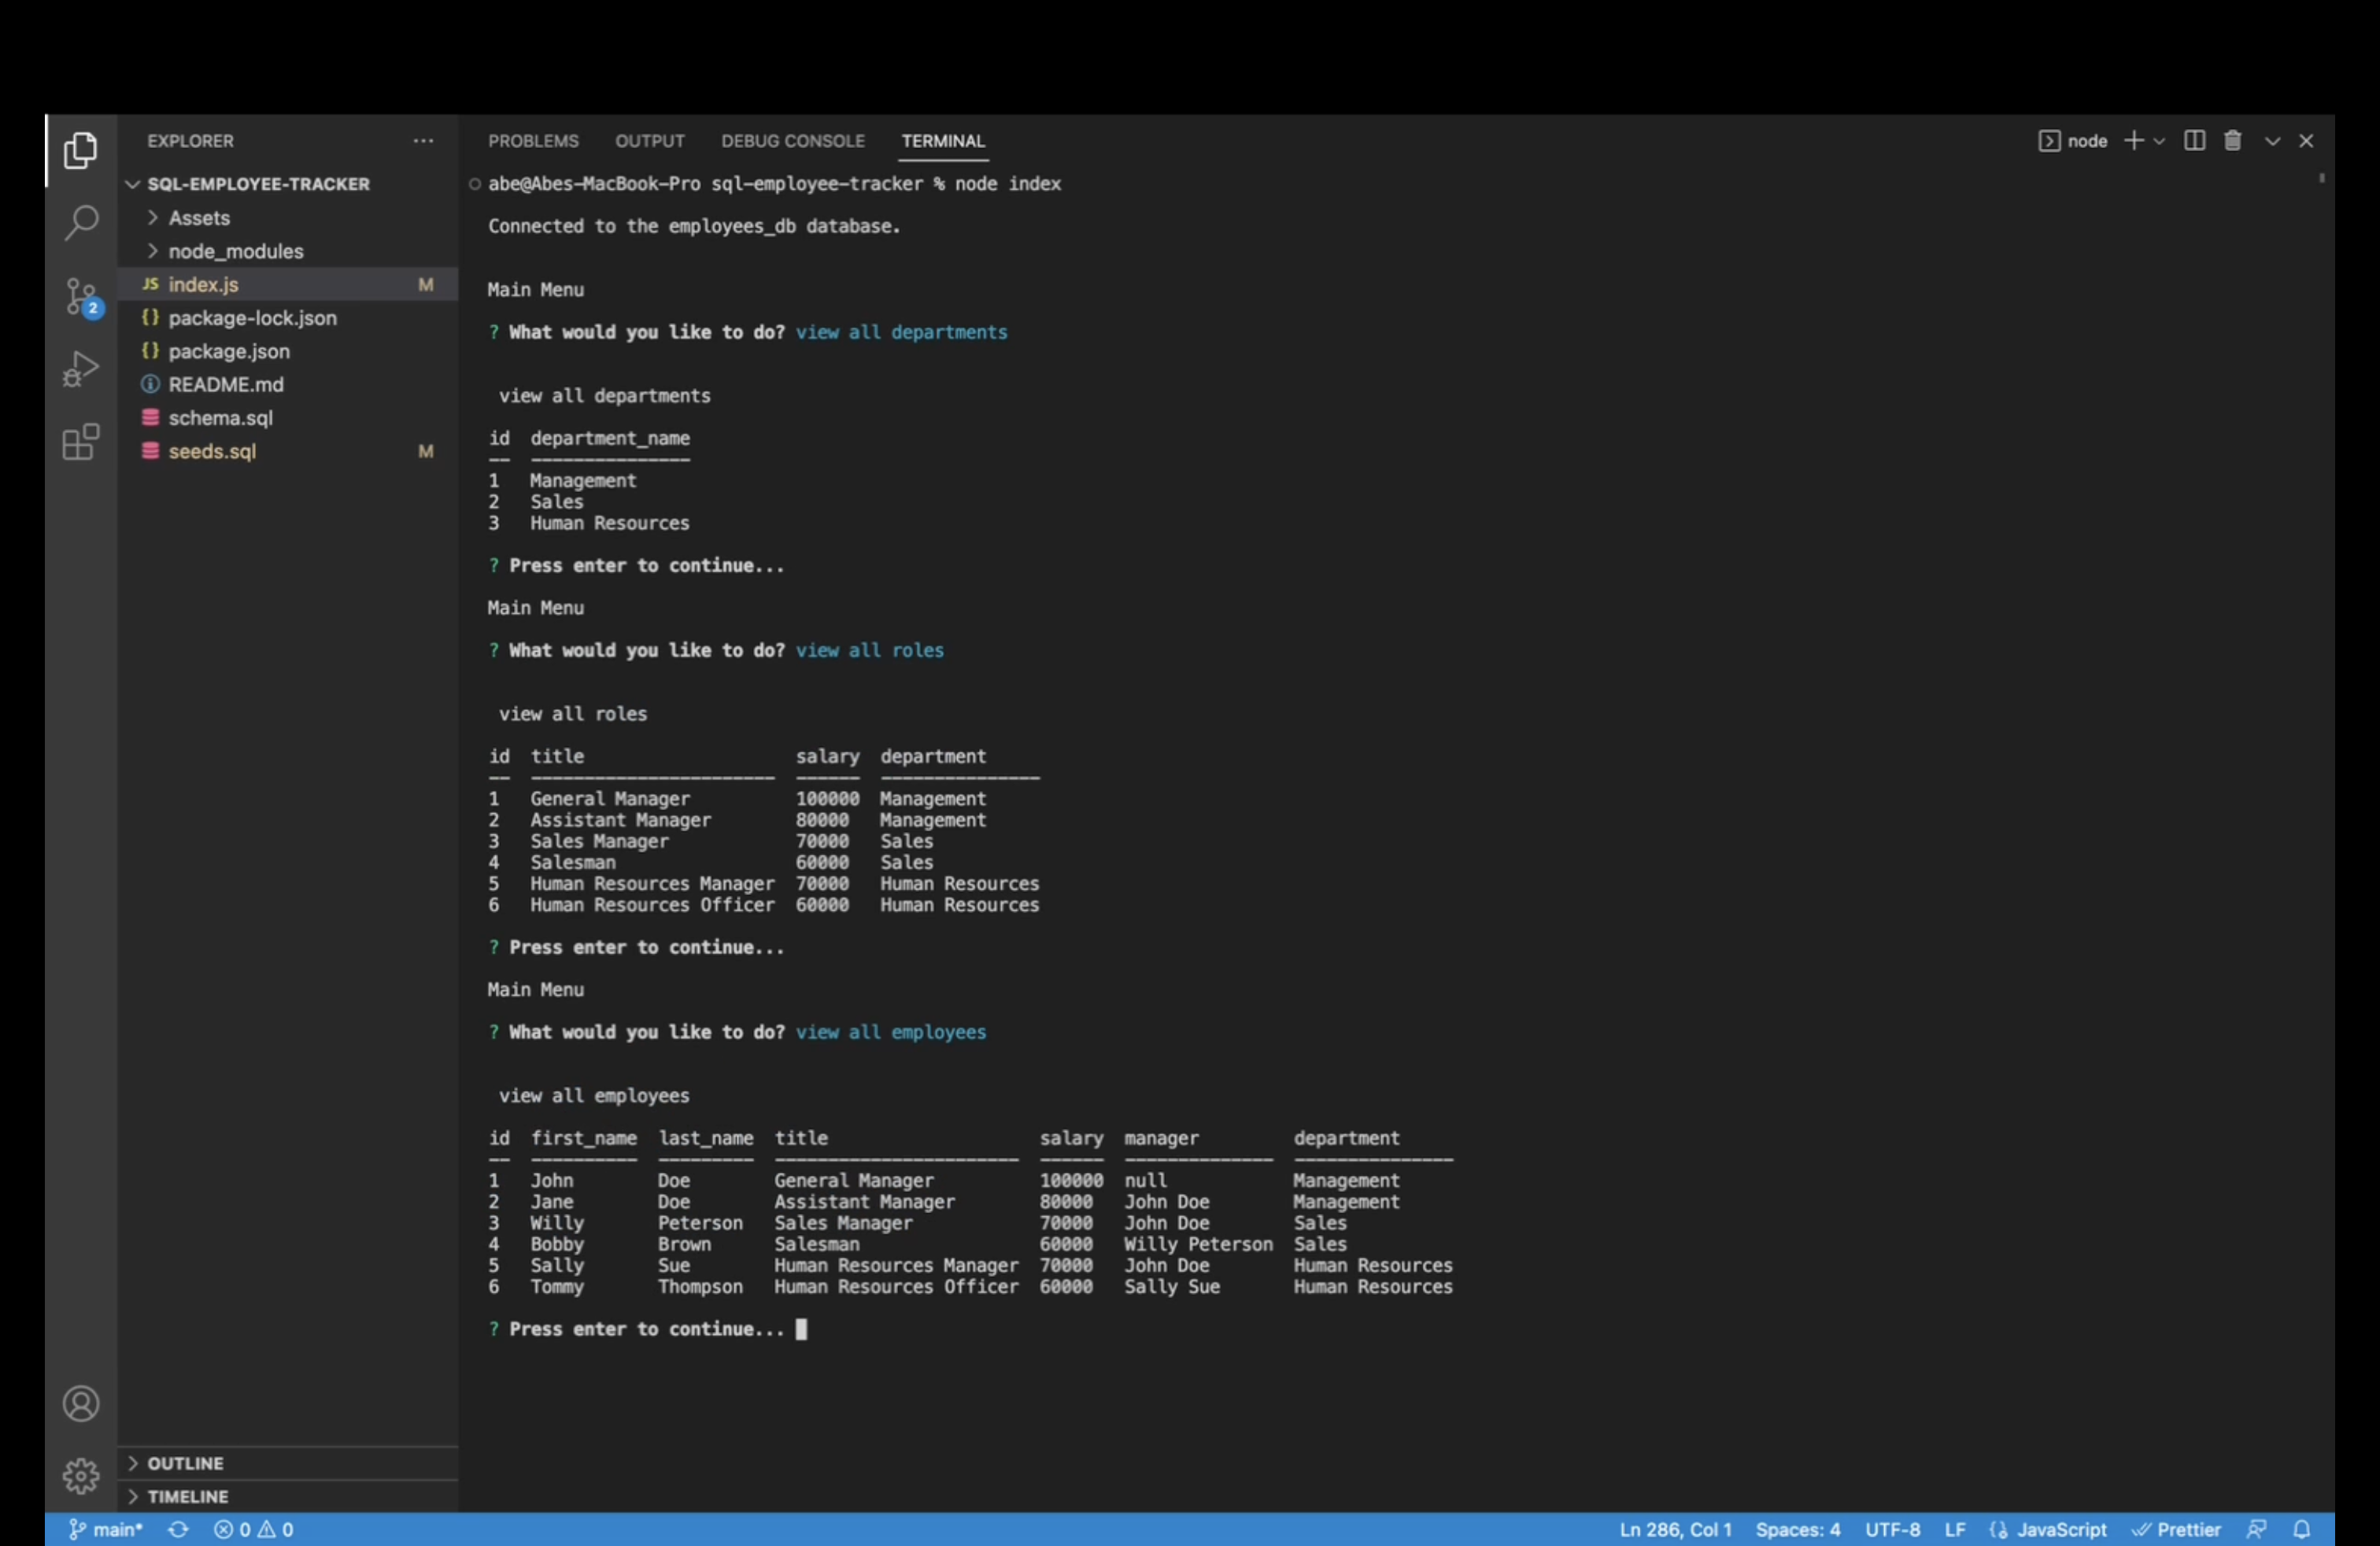 EXPLORER
SQL-EMPLOYEE-TRACKER
Assets
node_modules
JS index.js M
{} package-lock.json
{} package.json
README.md
schema.sql
seeds.sql M
2
OUTLINE
TIMELINE
PROBLEMS OUTPUT DEBUG CONSOLE TERMINAL
node
abe@Abes-MacBook-Pro sql-employee-tracker % node index
Connected to the employees_db database.
Main Menu
? What would you like to do? view all departments
view all departments
id department_name
-- ---------------
1 Management
2 Sales
3 Human Resources
? Press enter to continue...
Main Menu
? What would you like to do? view all roles
view all roles
id title salary department
-- ----------------------- ------ ---------------
1 General Manager 100000 Management
2 Assistant Manager 80000 Management
3 Sales Manager 70000 Sales
4 Salesman 60000 Sales
5 Human Resources Manager 70000 Human Resources
6 Human Resources Officer 60000 Human Resources
? Press enter to continue...
Main Menu
? What would you like to do? view all employees
view all employees
id first_name last_name title salary manager department
-- ---------- --------- ----------------------- ------ -------------- ---------------
1 John Doe General Manager 100000 null Management
2 Jane Doe Assistant Manager 80000 John Doe Management
3 Willy Peterson Sales Manager 70000 John Doe Sales
4 Bobby Brown Salesman 60000 Willy Peterson Sales
5 Sally Sue Human Resources Manager 70000 John Doe Human Resources
6 Tommy Thompson Human Resources Officer 60000 Sally Sue Human Resources
? Press enter to continue...
main* 0 0 Ln 286, Col 1 Spaces: 4 UTF-8 LF JavaScript Prettier